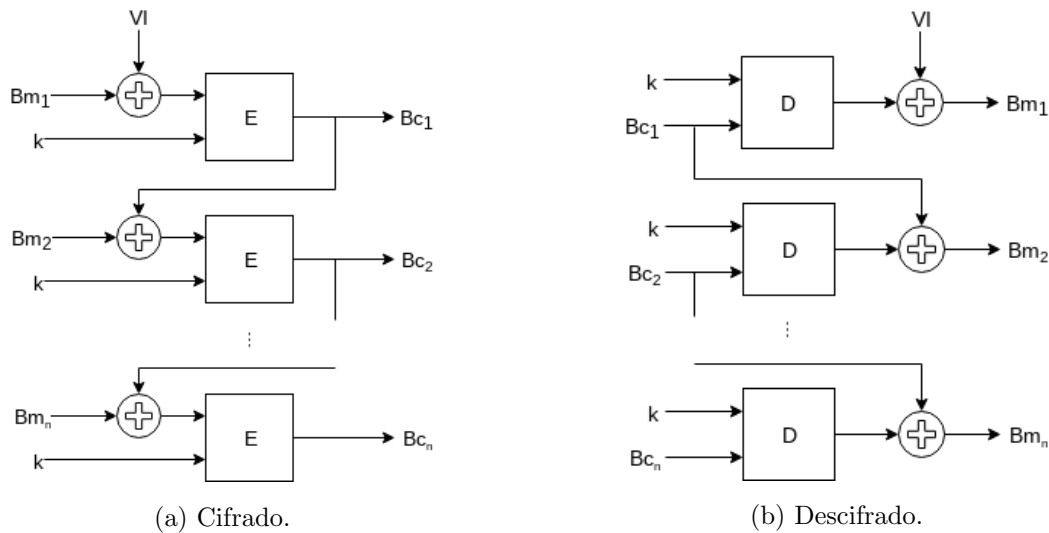 VI
Bm1
k
E
Bc1
Bm2
k
E
Bc2
Bmn
k
E
Bcn
(a) Cifrado.
VI
k
Bc1
D
Bm1
k
Bc2
D
Bm2
k
Bcn
D
Bmn
(b) Descifrado.